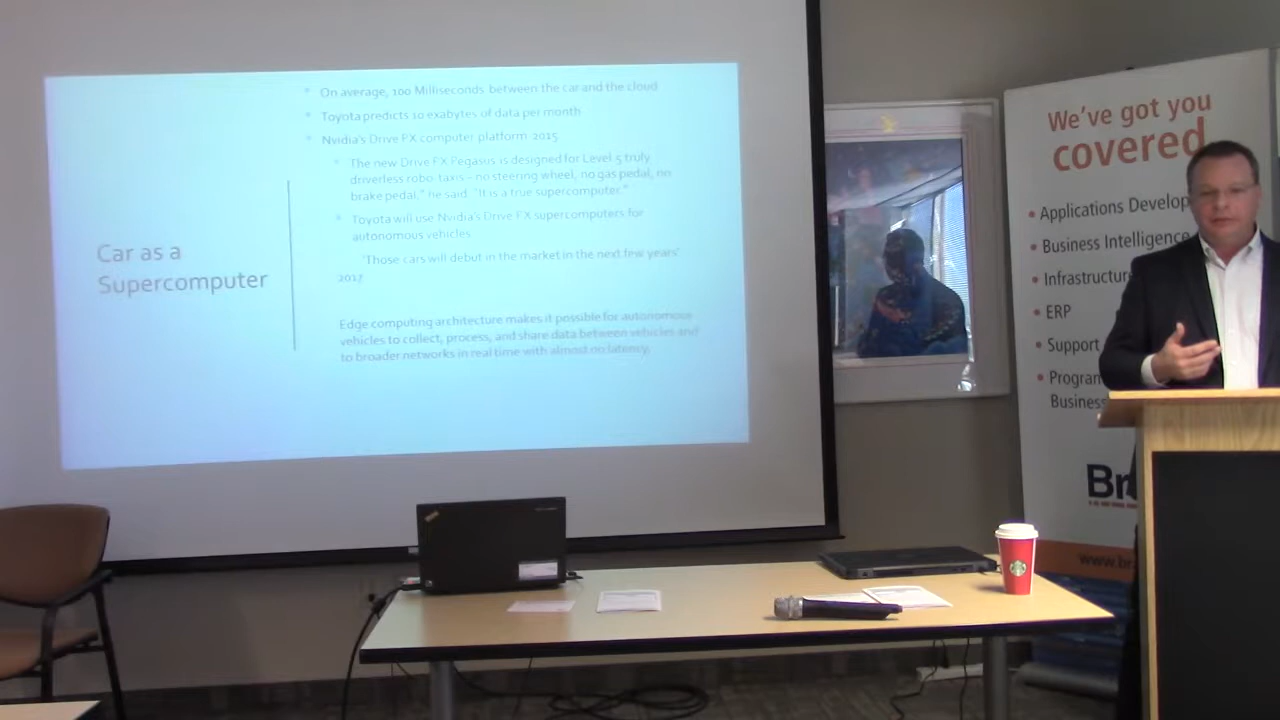 Car as a
Supercomputer
On average, 100 Milliseconds between the car and the cloud
Toyota predicts 10 exabytes of data per month
Nvidia's Drive PX computer platform 2015
The new Drive PX Pegasus is designed for Level 5 truly
driverless robo taxis – no steering wheel, no gas pedal, no
brake pedal," he said. "It is a true supercomputer."
Toyota will use Nvidia's Drive PX supercomputers for
autonomous vehicles
'Those cars will debut in the market in the next few years'
2017
Edge computing architecture makes it possible for autonomous
vehicles to collect, process, and share data between vehicles and
to broader networks in real time with almost no latency.
We've got you
covered
Applications Develop
Business Intelligence
Infrastructure
ERP
Support
Program
Business
Br
www.br